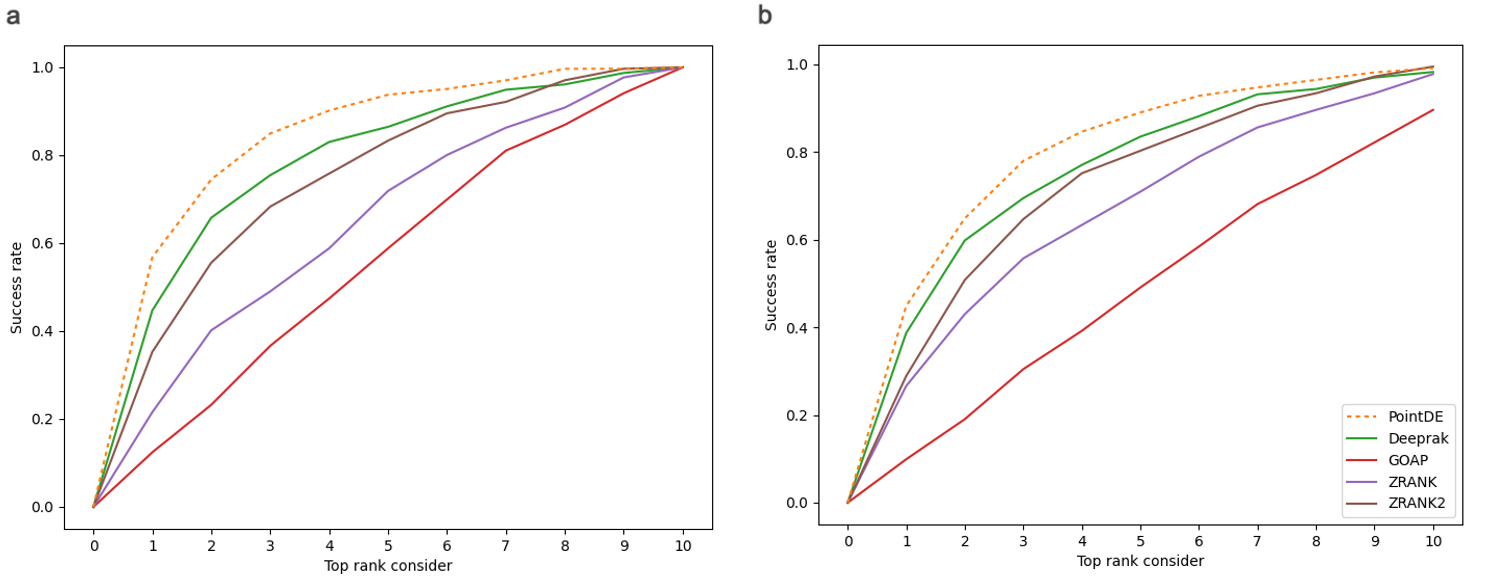 a
1.0
0.8
0.6
0.4
0.2
0.0
Success rate
0 1 2 3 4 5 6 7 8 9 10
Top rank consider
b
1.0
0.8
0.6
0.4
0.2
0.0
Success rate
0 1 2 3 4 5 6 7 8 9 10
Top rank consider
PointDE
Deeprak
GOAP
ZRANK
ZRANK2